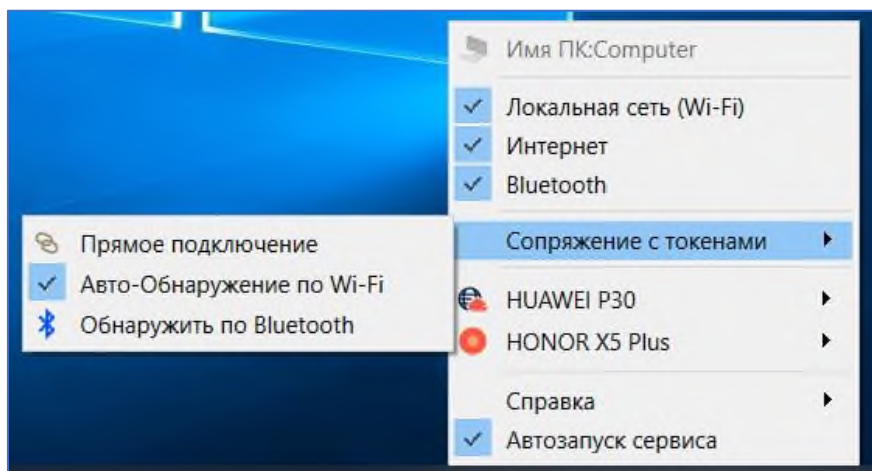 Имя ПК:Computer
Локальная сеть (Wi-Fi)
Интернет
Bluetooth
Сопряжение с токенами
Прямое подключение
Авто-Обнаружение по Wi-Fi
Обнаружить по Bluetooth
HUAWEI P30
HONOR X5 Plus
Справка
Автозапуск сервиса